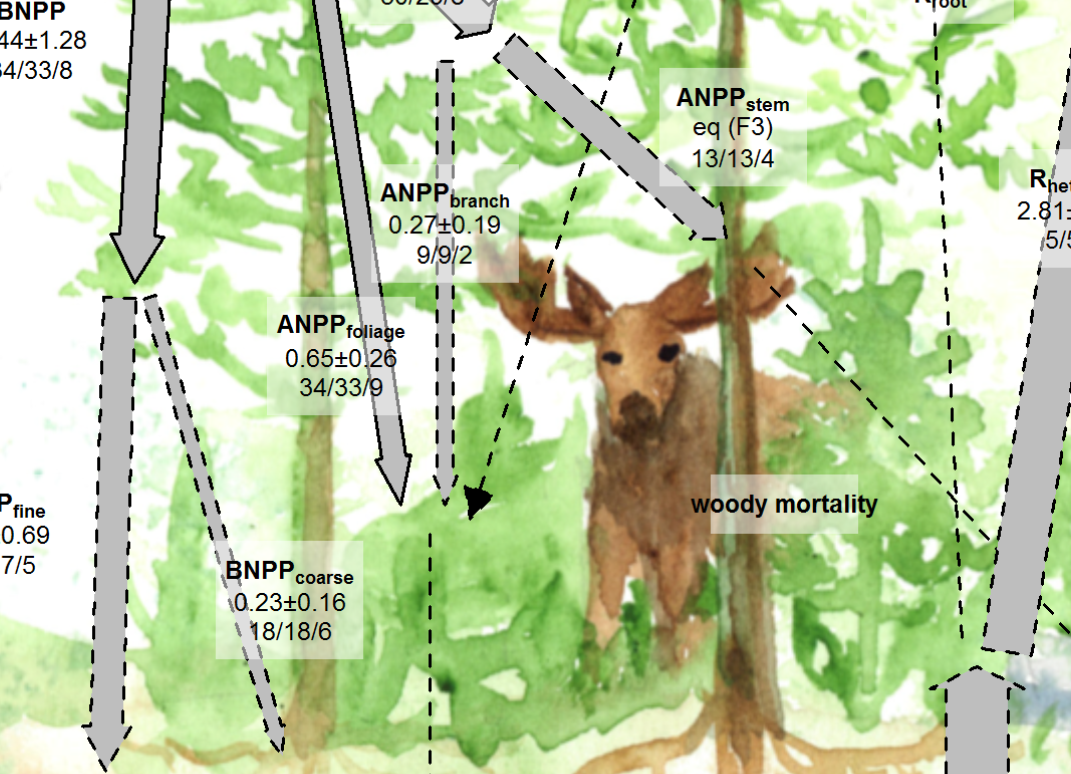 BNPP
44±1.28
34/33/8
ANPPstem
eq (F3)
13/13/4
ANPPbranch
0.27±0.19
9/9/2
Rroot
Rhet
2.81±
5/5
ANPPfoliage
0.65±0.26
34/33/9
Pfine
0.69
7/5
woody mortality
BNPPcoarse
0.23±0.16
18/18/6